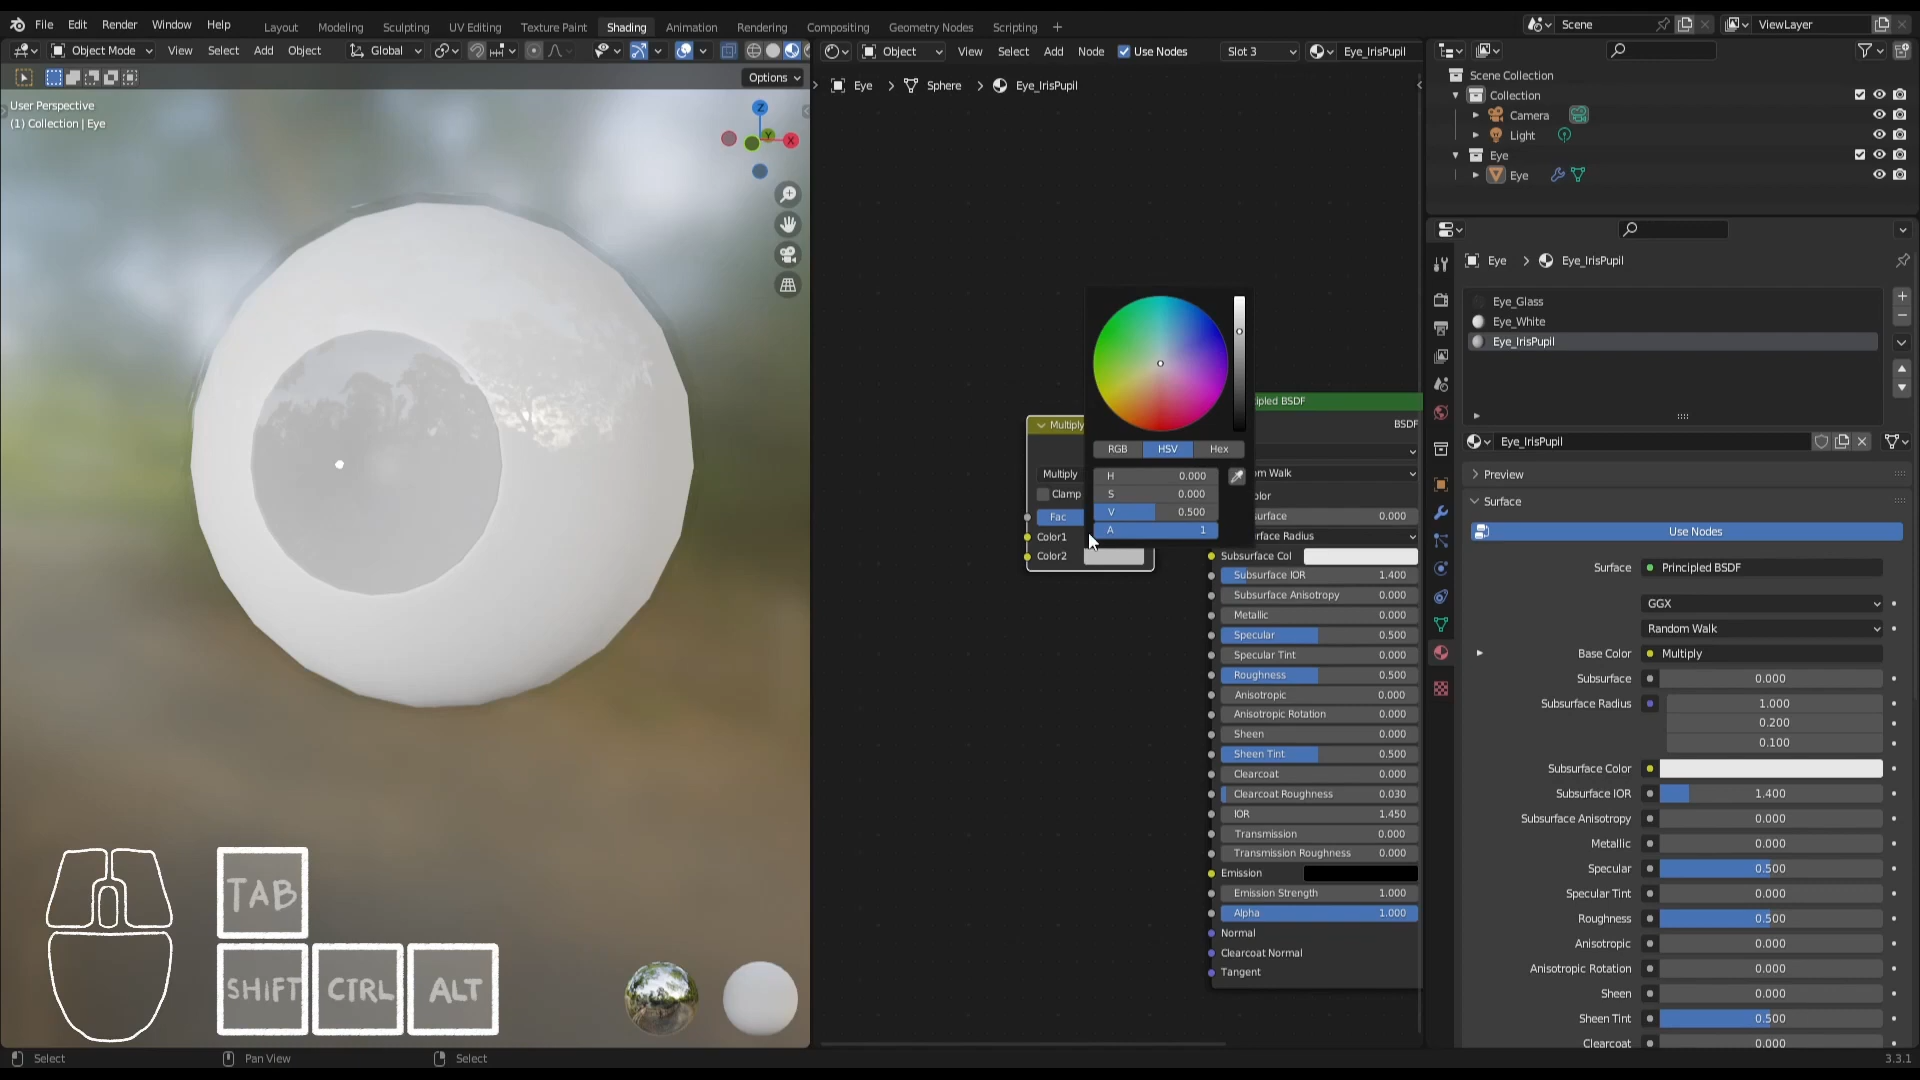 File Edit Render Window Help
Layout Modeling Sculpting UV Editing Texture Paint Shading Animation Rendering Compositing Geometry Nodes Scripting +
Scene
ViewLayer
Object Mode View Select Add Object Global
Object View Select Add Node Use Nodes Slot 3 Eye_IrisPupil
Options
User Perspective
(1) Collection | Eye
Z
Y
X
Eye > Sphere > Eye_IrisPupil
Multiply
Multiply
Clamp
Fac
Color1
Color2
RGB HSV Hex
H 0.000
S 0.000
V 0.500
A 1
cipled BSDF
BSDF
om Walk
olor
surface 0.000
rface Radius
Subsurface Col
Subsurface IOR 1.400
Subsurface Anisotropy 0.000
Metallic 0.000
Specular 0.500
Specular Tint 0.000
Roughness 0.500
Anisotropic 0.000
Anisotropic Rotation 0.000
Sheen 0.000
Sheen Tint 0.500
Clearcoat 0.000
Clearcoat Roughness 0.030
IOR 1.450
Transmission 0.000
Transmission Roughness 0.000
Emission
Emission Strength 1.000
Alpha 1.000
Normal
Clearcoat Normal
Tangent
Scene Collection
Collection
Camera
Light
Eye
Eye
Eye > Eye_IrisPupil
Eye_Glass
Eye_White
Eye_IrisPupil
Eye_IrisPupil
Preview
Surface
Use Nodes
Surface Principled BSDF
GGX
Random Walk
Base Color Multiply
Subsurface 0.000
Subsurface Radius 1.000
0.200
0.100
Subsurface Color
Subsurface IOR 1.400
Subsurface Anisotropy 0.000
Metallic 0.000
Specular 0.500
Specular Tint 0.000
Roughness 0.500
Anisotropic 0.000
Anisotropic Rotation 0.000
Sheen 0.000
Sheen Tint 0.500
Clearcoat 0.000
TAB
SHIFT CTRL ALT
Select Pan View Select
3.3.1